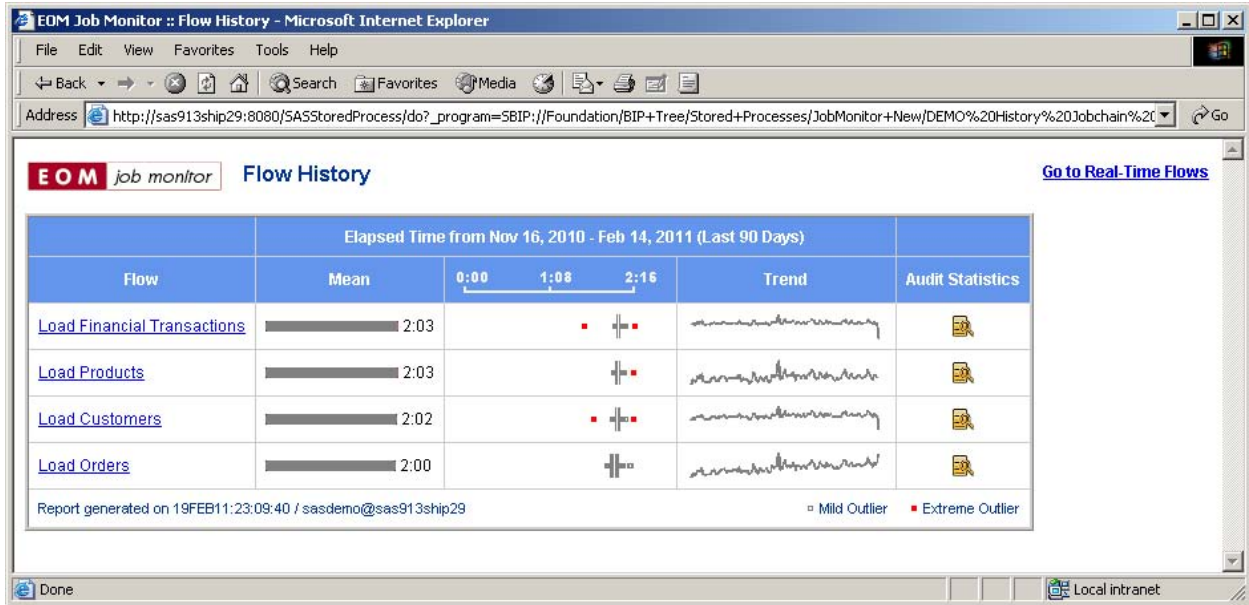 EOM Job Monitor :: Flow History - Microsoft Internet Explorer
File Edit View Favorites Tools Help
Back Search Favorites Media
Address http://sas913ship29:8080/SASStoredProcess/do?_program=SBIP://Foundation/BIP+Tree/Stored+Processes/JobMonitor+New/DEMO%20History%20Jobchain%20 Go
EOM job monitor Flow History Go to Real-Time Flows
Elapsed Time from Nov 16, 2010 - Feb 14, 2011 (Last 90 Days)
Flow Mean 0:00 1:08 2:16 Trend Audit Statistics
Load Financial Transactions 2:03
Load Products 2:03
Load Customers 2:02
Load Orders 2:00
Report generated on 19FEB11:23:09:40 / sasdemo@sas913ship29 Mild Outlier Extreme Outlier
Done Local intranet